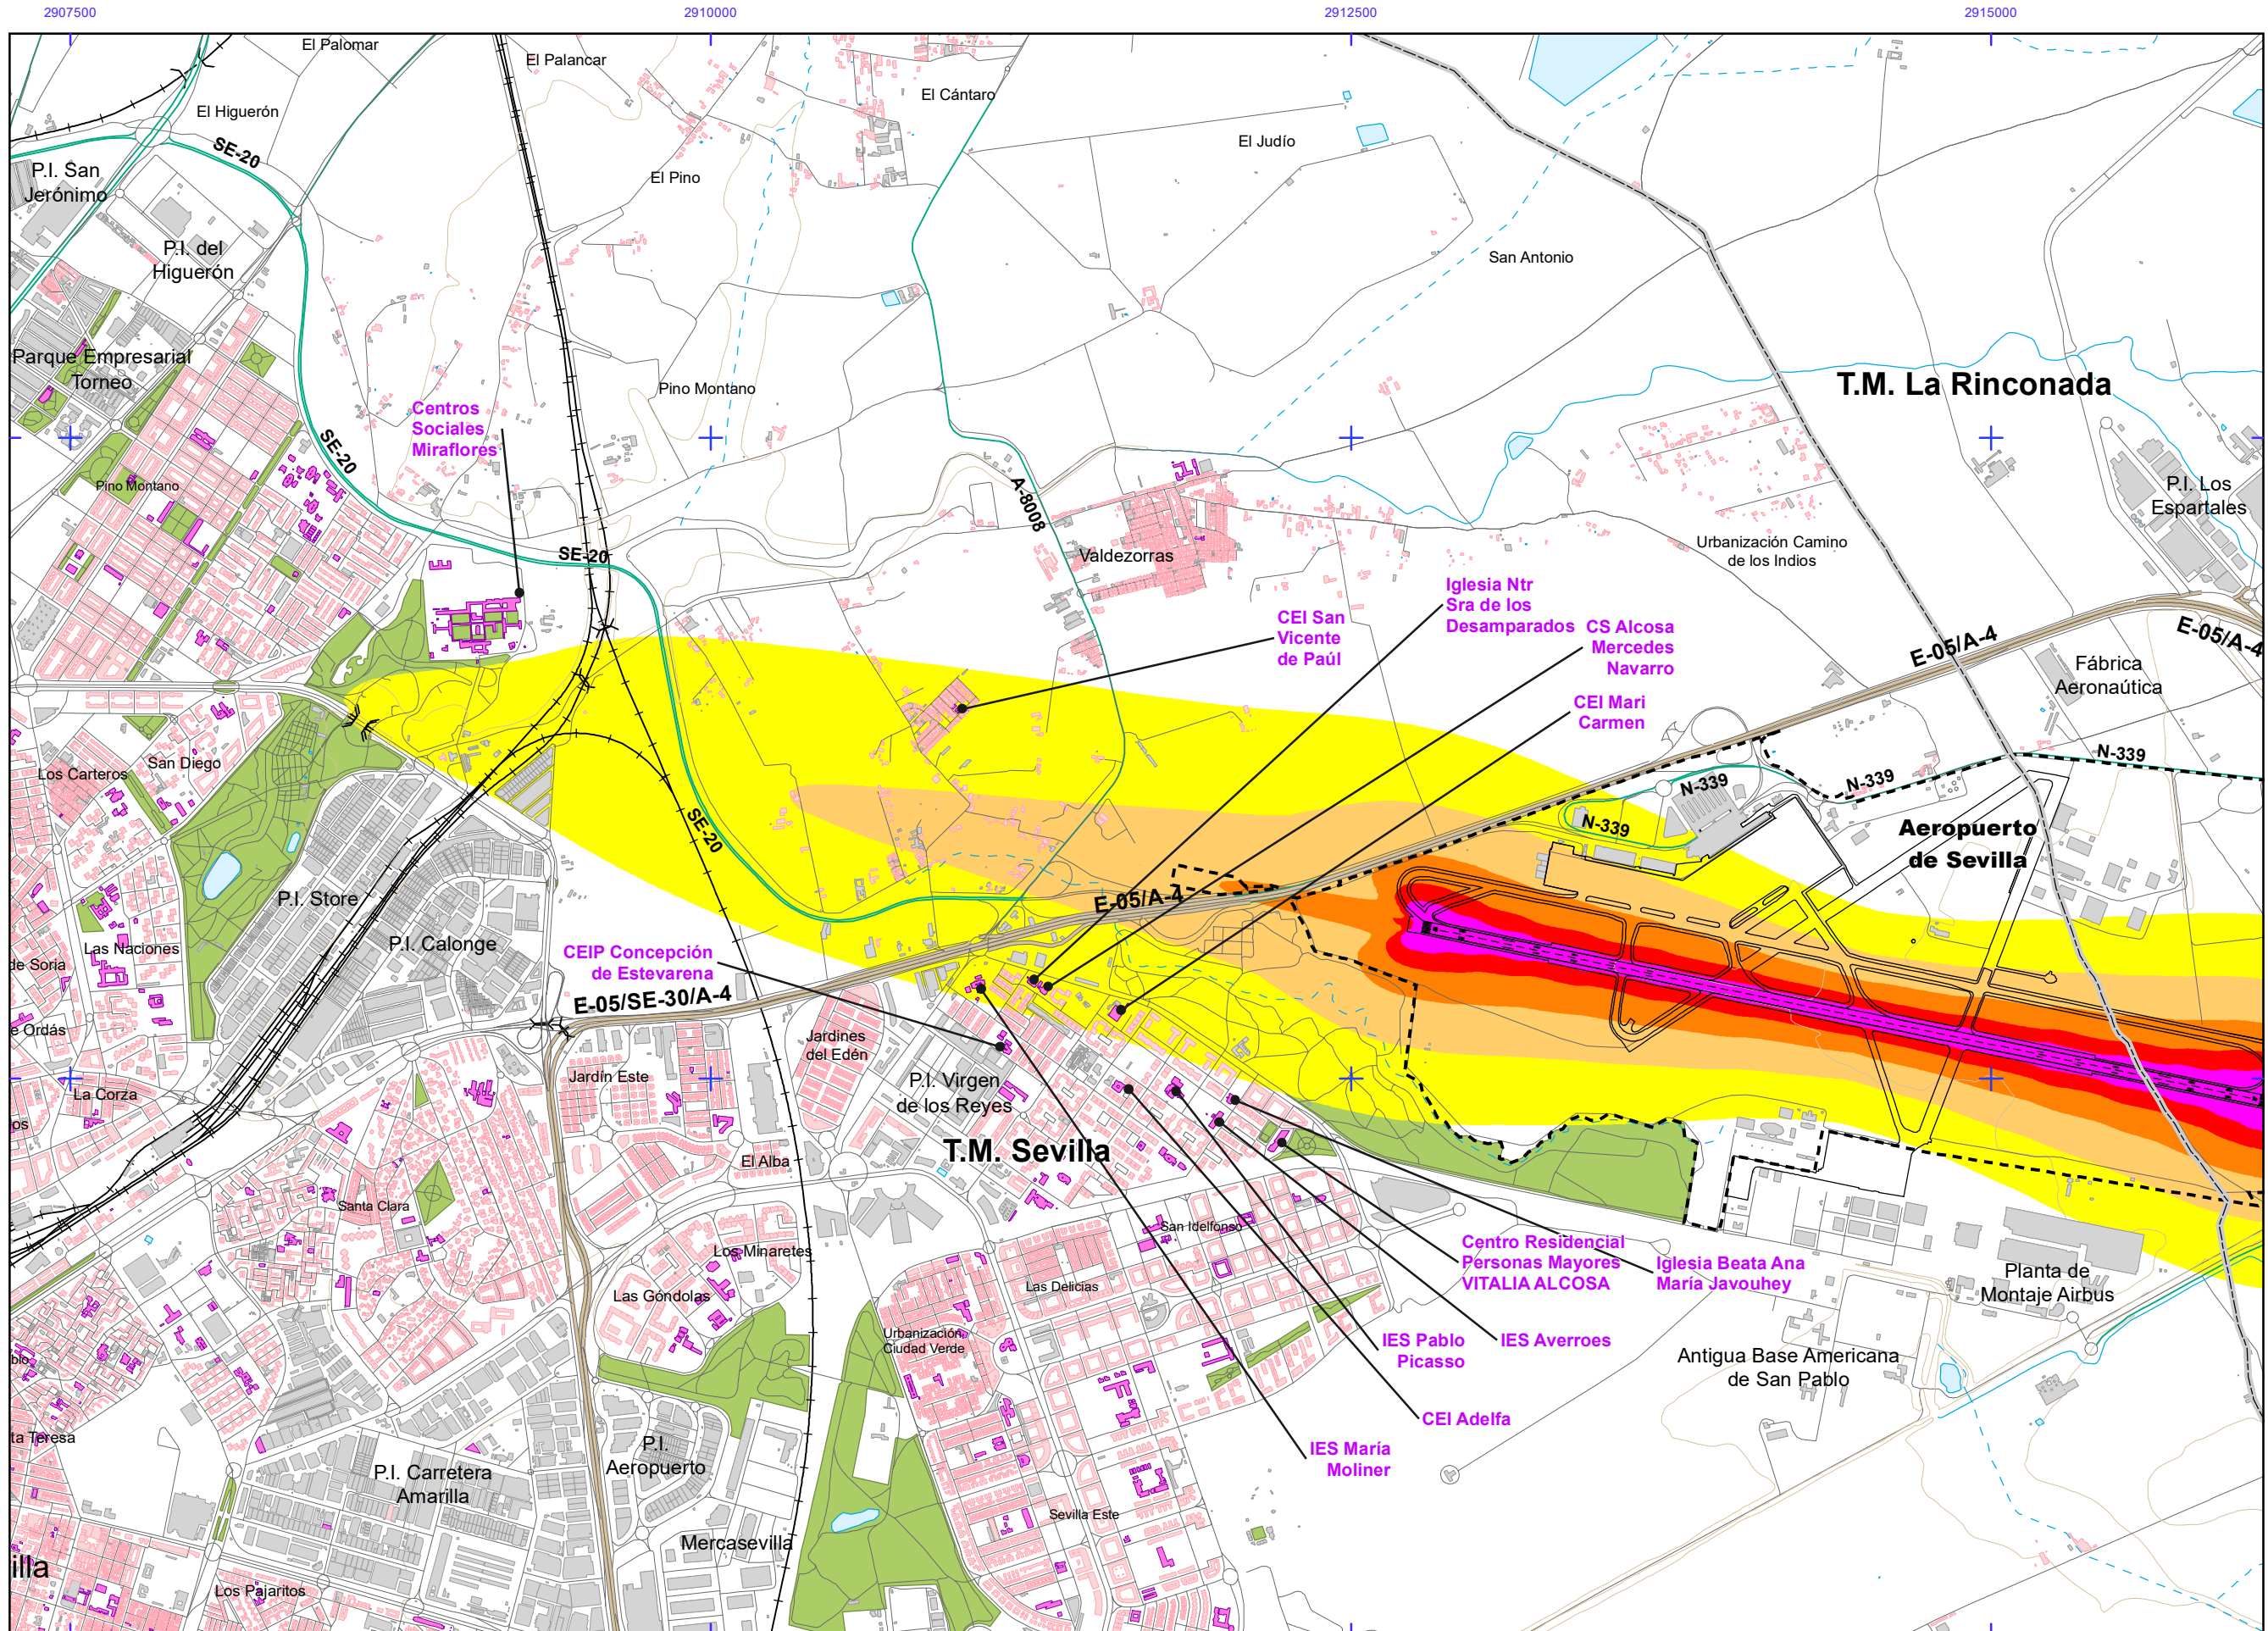 2907500
2910000
2912500
2915000
El Palomar
El Palancar
El Cántaro
El Higuerón
El Judío
SE-20
P.I. San
Jerónimo
El Pino
P.I. del
Higuerón
San Antonio
Parque Empresarial
Torneo
Pino Montano
T.M. La Rinconada
Centros
Sociales
Miraflores
SE-20
Pino Montano
A-8008
P.I. Los
Espartales
SE-20
Valdezorras
Urbanización Camino
de los Indios
Iglesia Ntr
Sra de los
Desamparados
CEI San
Vicente
de Paúl
CS Alcosa
Mercedes
Navarro
E-05/A-4
E-05/A-4
Fábrica
Aeronaútica
CEI Mari
Carmen
Los Carteros
San Diego
N-339
N-339
N-339
N-339
SE-20
Aeropuerto
de Sevilla
P.I. Store
E-05/A-4
P.I. Calonge
Las Naciones
de Soria
CEIP Concepción
de Estevarena
E-05/SE-30/A-4
e Ordás
Jardines
del Edén
Jardín Este
P.I. Virgen
de los Reyes
La Corza
os
T.M. Sevilla
El Alba
Santa Clara
San Idelfonso
Los Minaretes
Centro Residencial
Personas Mayores
VITALIA ALCOSA
Iglesia Beata Ana
María Javouhey
Planta de
Montaje Airbus
Las Góndolas
Las Delicias
Urbanización
Ciudad Verde
IES Pablo
Picasso
IES Averroes
Antigua Base Americana
de San Pablo
blo
CEI Adelfa
ta Teresa
IES María
Moliner
P.I.
Aeropuerto
P.I. Carretera
Amarilla
Sevilla Este
Mercasevilla
illa
Los Pajaritos